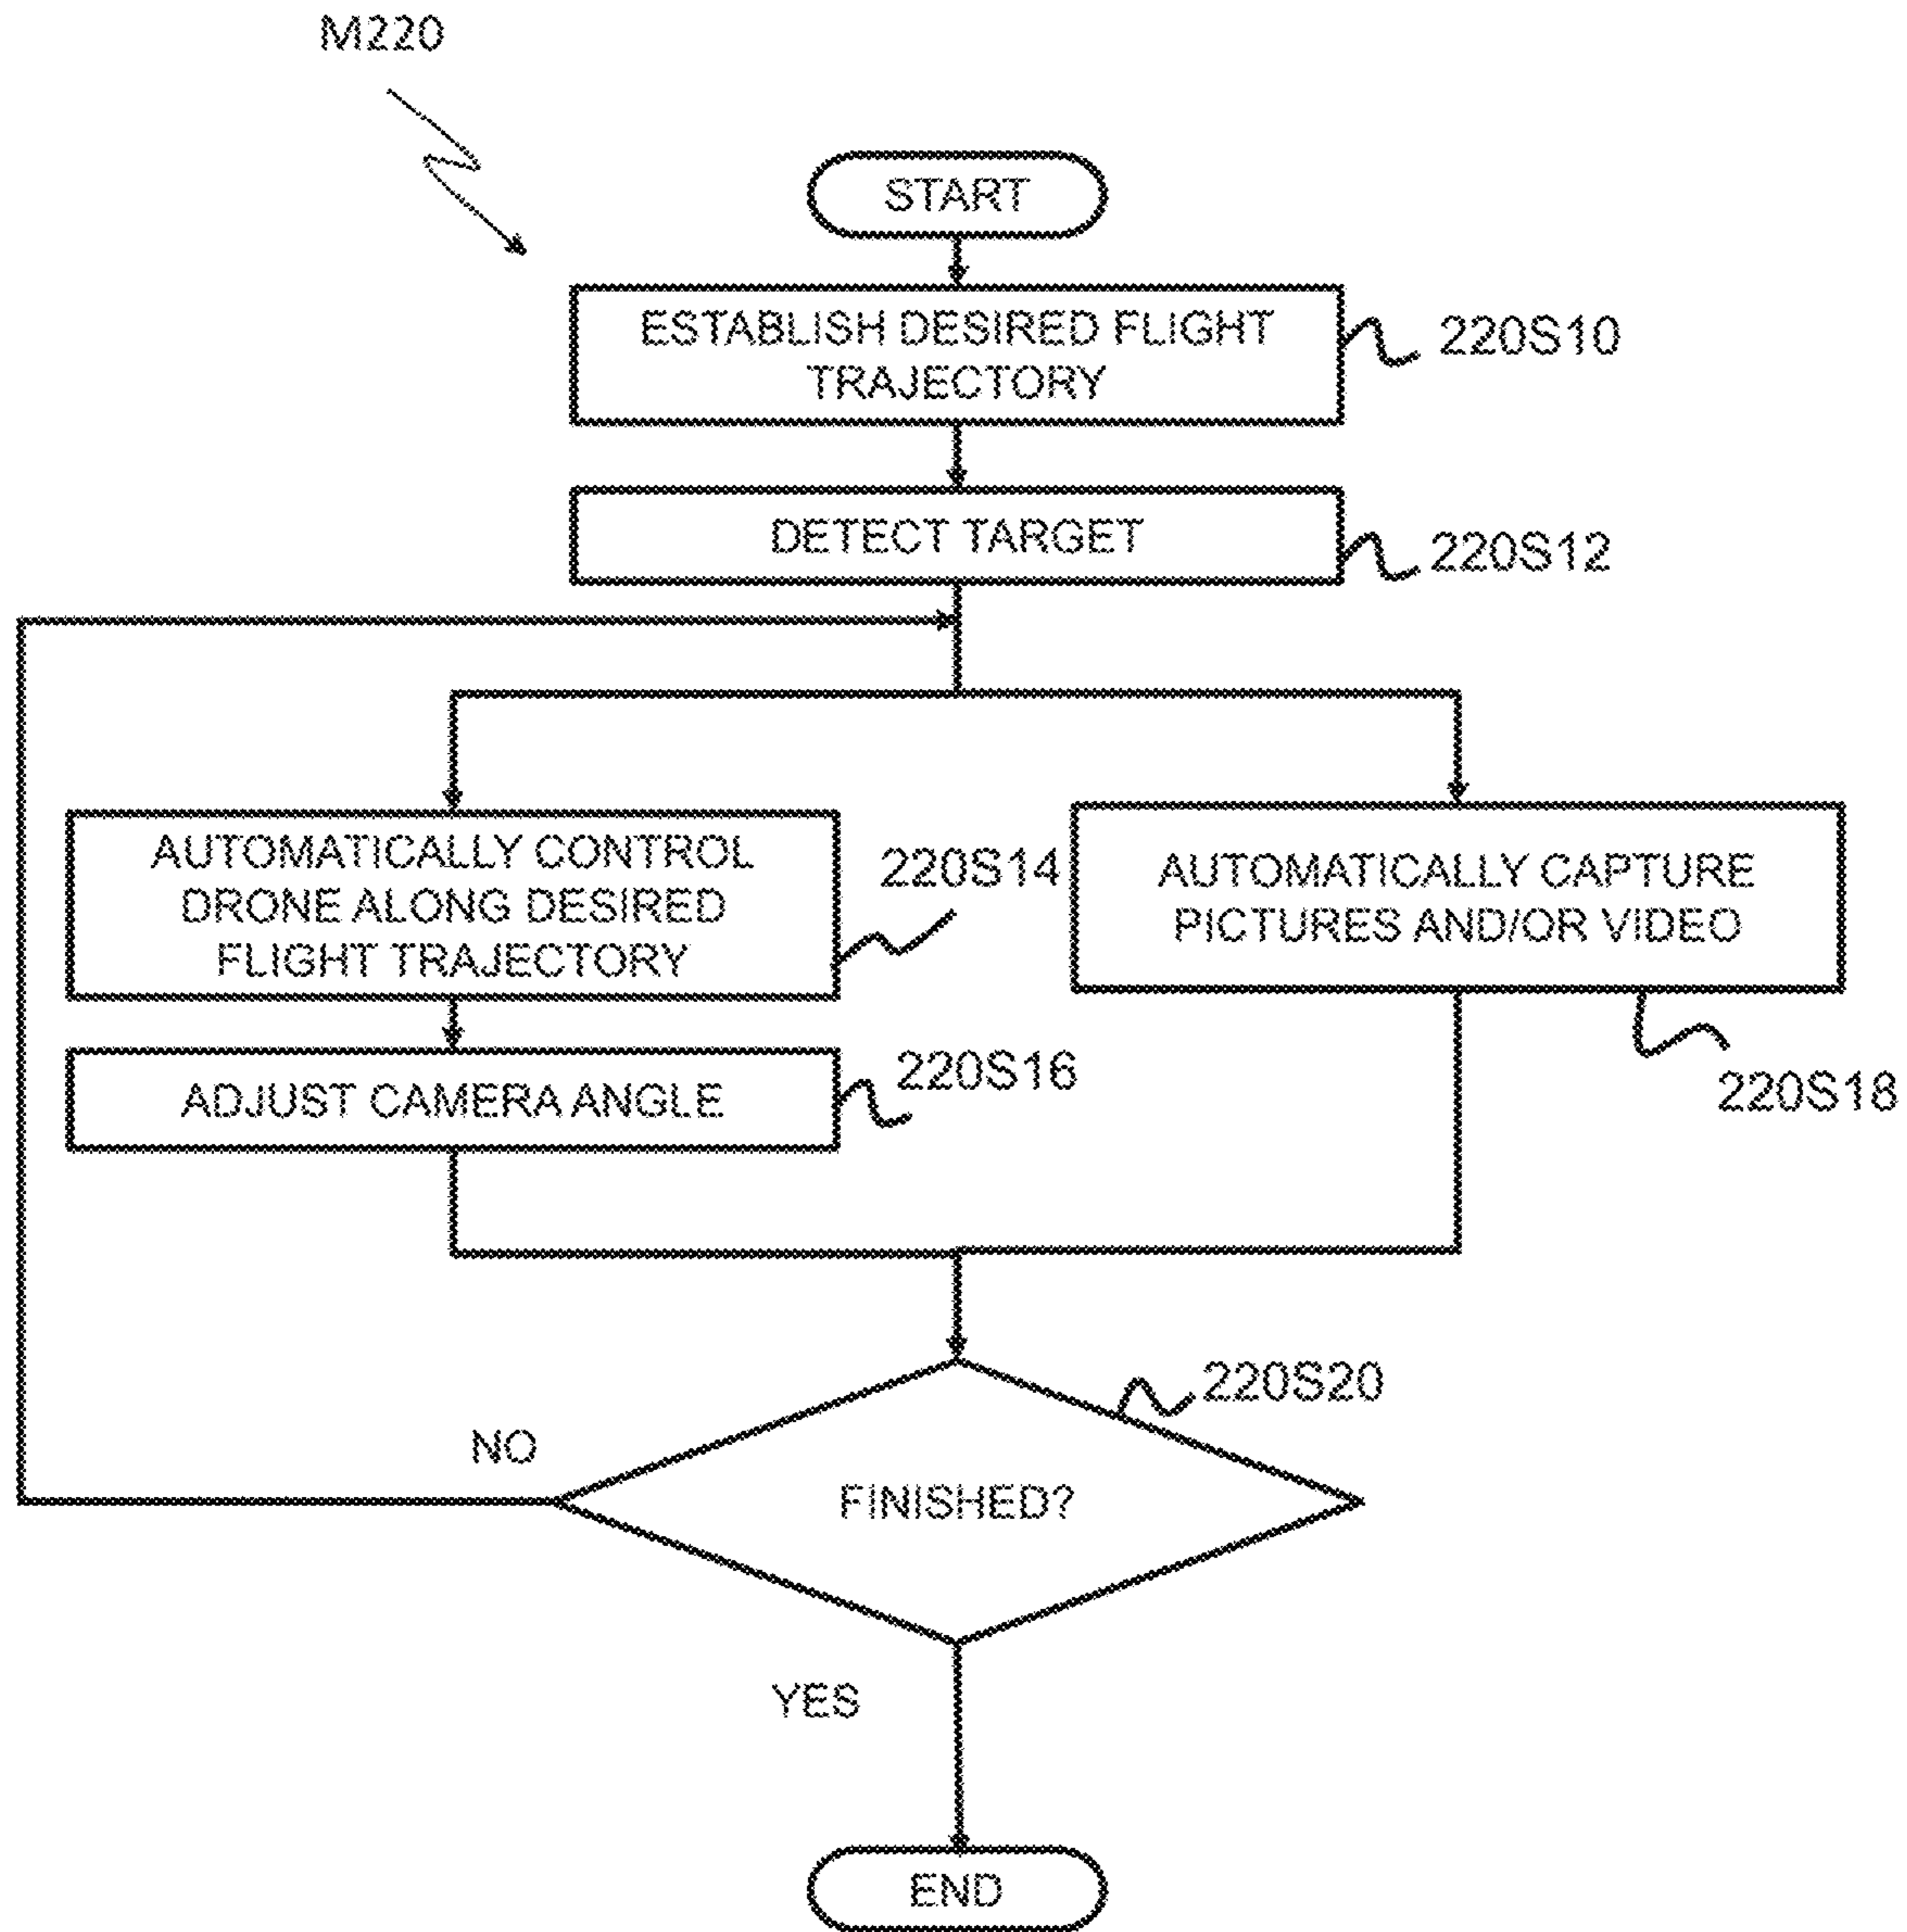 M220
START
ESTABLISH DESIRED FLIGHT
TRAJECTORY
220S10
DETECT TARGET
220S12
AUTOMATICALLY CONTROL
DRONE ALONG DESIRED
FLIGHT TRAJECTORY
220S14
AUTOMATICALLY CAPTURE
PICTURES AND/OR VIDEO
220S18
ADJUST CAMERA ANGLE
220S16
220S20
NO
FINISHED?
YES
END